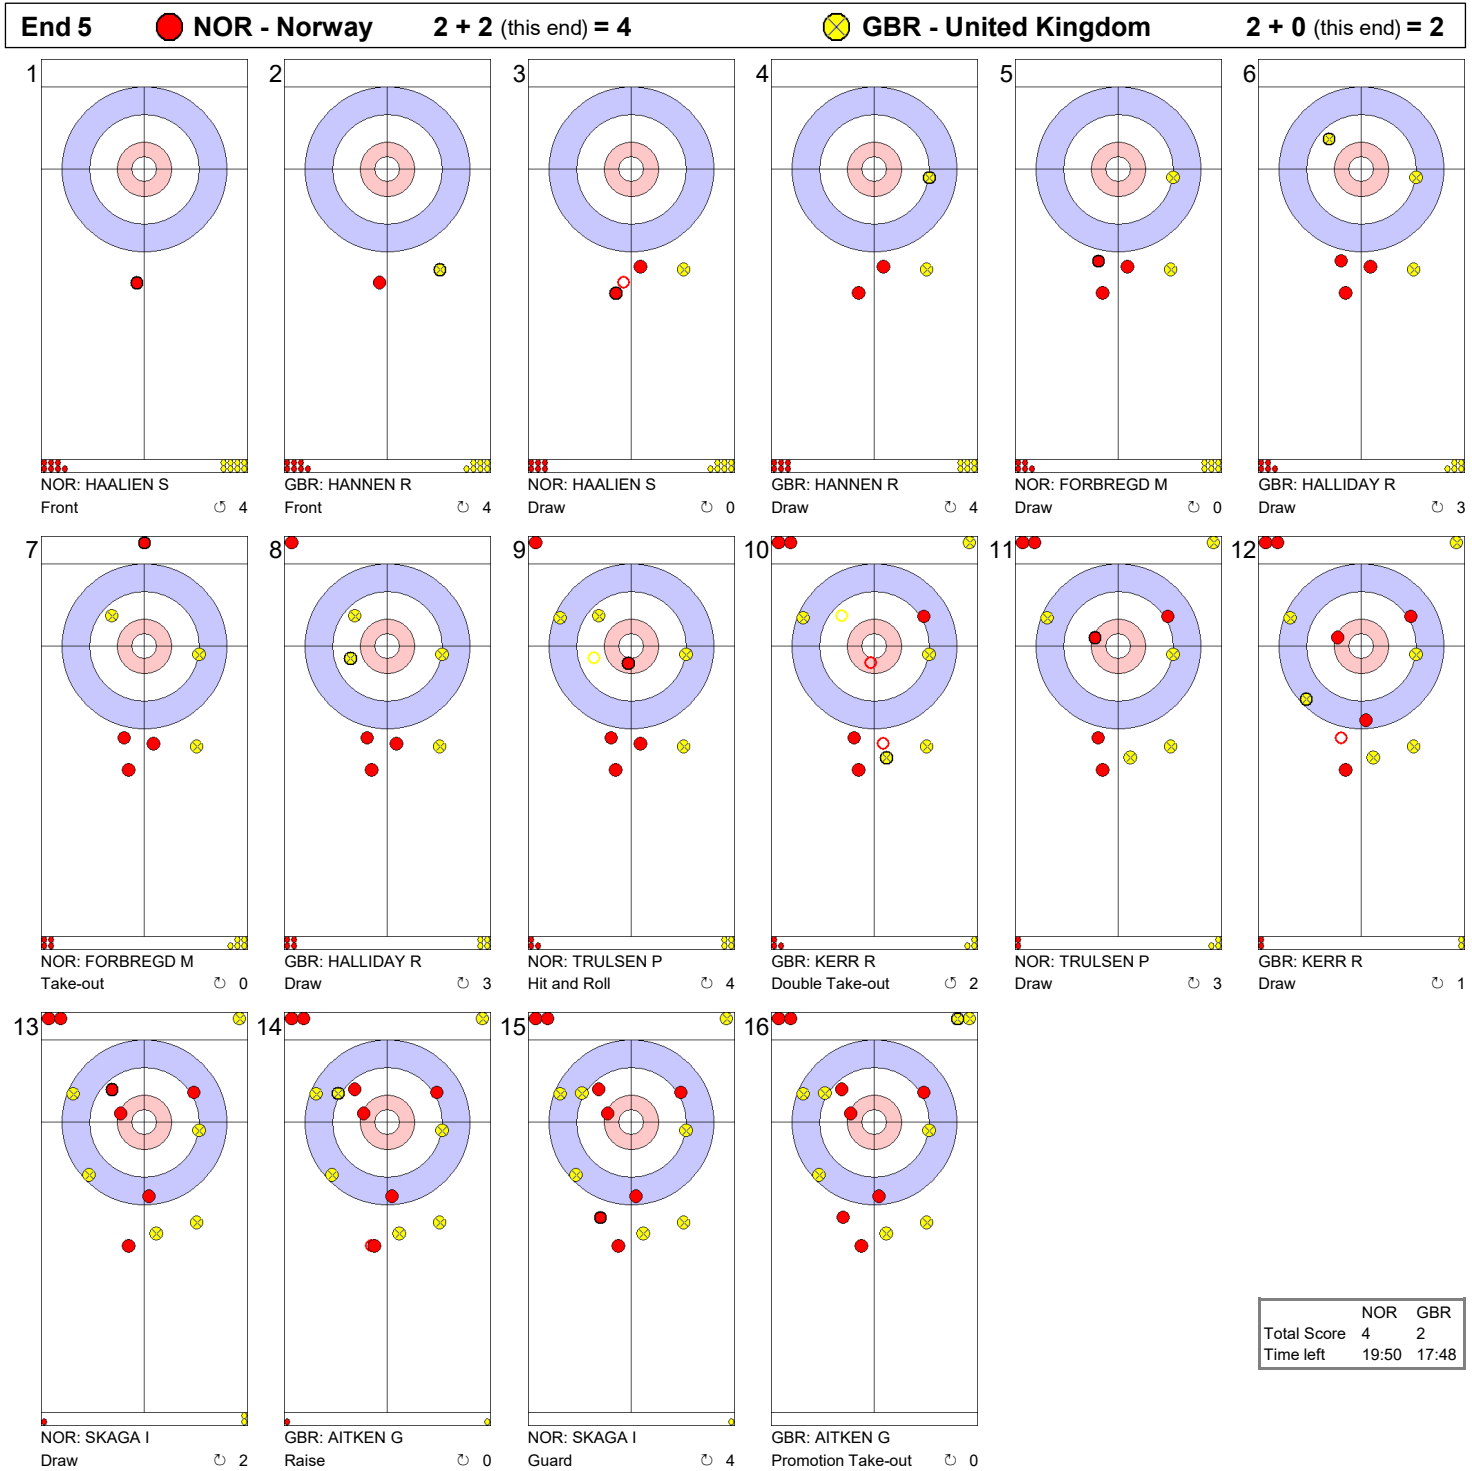 End 5 NOR - Norway 2 + 2 (this end) = 4 GBR - United Kingdom 2 + 0 (this end) = 2
1 2 3 4 5 6
NOR: HAALIEN S GBR: HANNEN R NOR: HAALIEN S GBR: HANNEN R NOR: FORBREGD M GBR: HALLIDAY R
Front ↺ 4 Front ↻ 4 Draw ↻ 0 Draw ↻ 4 Draw ↺ 0 Draw ↻ 3
7 8 9 10 11 12
NOR: FORBREGD M GBR: HALLIDAY R NOR: TRULSEN P GBR: KERR R NOR: TRULSEN P GBR: KERR R
Take-out ↻ 0 Draw ↻ 3 Hit and Roll ↻ 4 Double Take-out ↺ 2 Draw ↻ 3 Draw ↻ 1
13 14 15 16
NOR GBR
Total Score 4 2
Time left 19:50 17:48
NOR: SKAGA I GBR: AITKEN G NOR: SKAGA I GBR: AITKEN G
Draw ↻ 2 Raise ↻ 0 Guard ↻ 4 Promotion Take-out ↻ 0